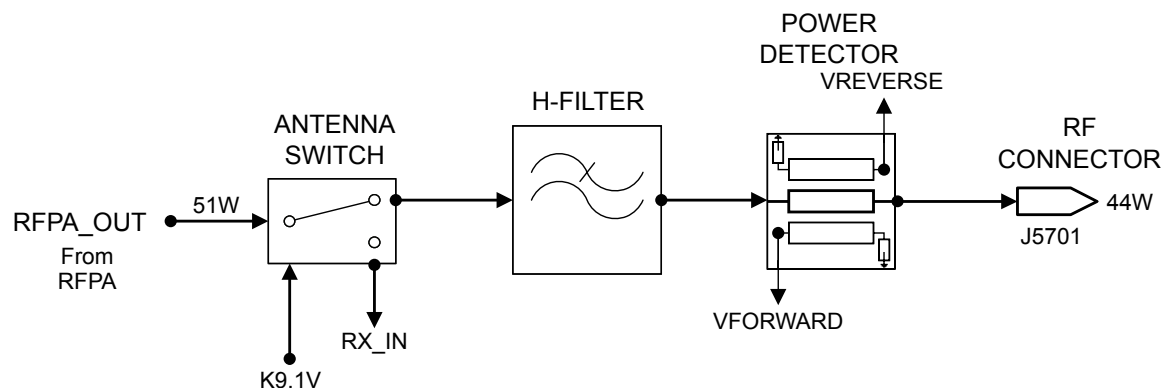 POWER
DETECTOR
VREVERSE
H-FILTER
ANTENNA
SWITCH
RF
CONNECTOR
RFPA_OUT
51W
44W
From
RFPA
J5701
VFORWARD
RX_IN
K9.1V